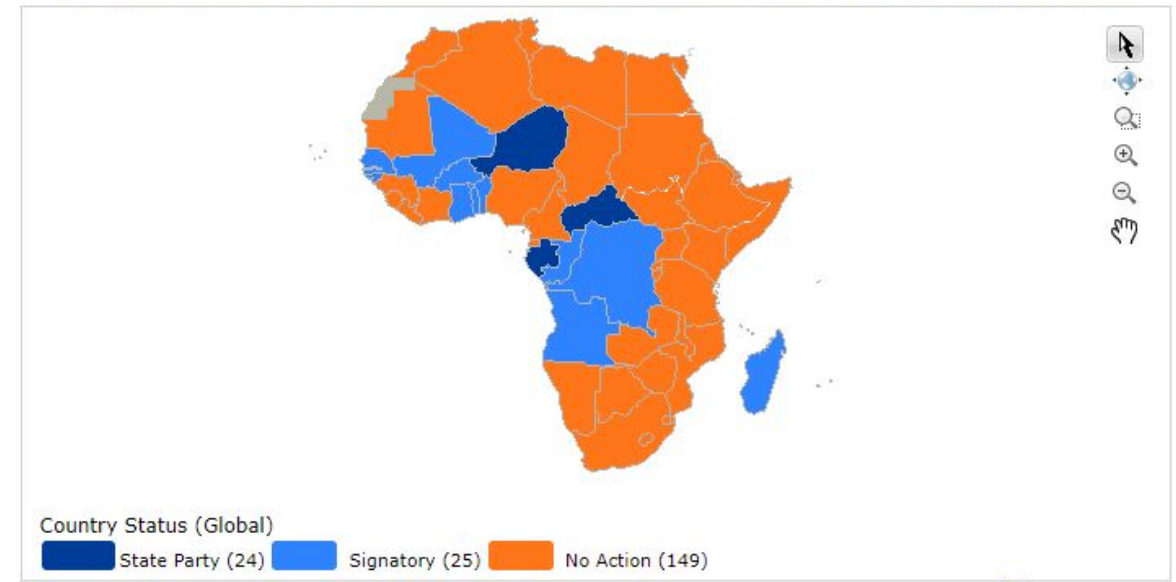 Country Status (Global)
State Party (24) Signatory (25) No Action (149)